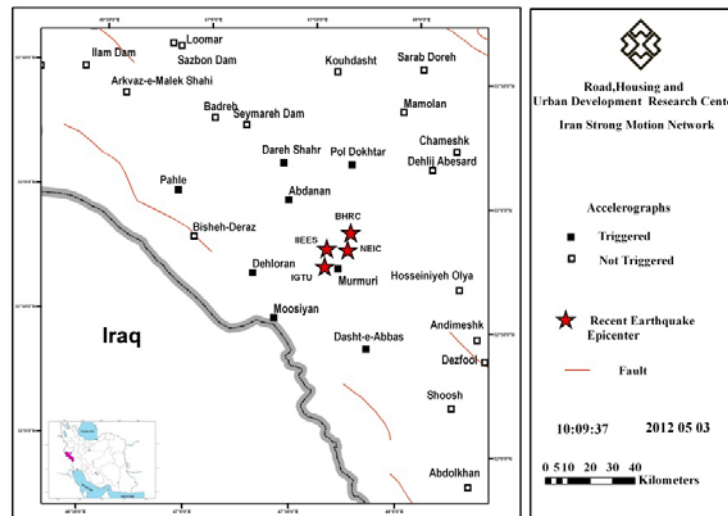 Loomar
Ilam Dam
Sazbon Dam
Kouhdasht
Sarab Doreh
Arkvaz-e-Malek Shahi
Badreh
Seymareh Dam
Mamolan
Chameshk
Dareh Shahr
Pol Dokhtar
Dehlij Abesard
Pahle
Abdanan
BHRC
Bisheh-Deraz
IIEES
NEIC
Dehloran
IGTU
Murmuri
Hosseiniyeh Olya
Moosiyan
Andimeshk
Iraq
Dasht-e-Abbas
Dezfool
Shoosh
Abdolkhan
Road,Housing and
Urban Development Research Cente
Iran Strong Motion Network
Accelerographs
Triggered
Not Triggered
Recent Earthquake
Epicenter
Fault
10:09:37 2012 05 03
0 5 10 20 30 40
Kilometers